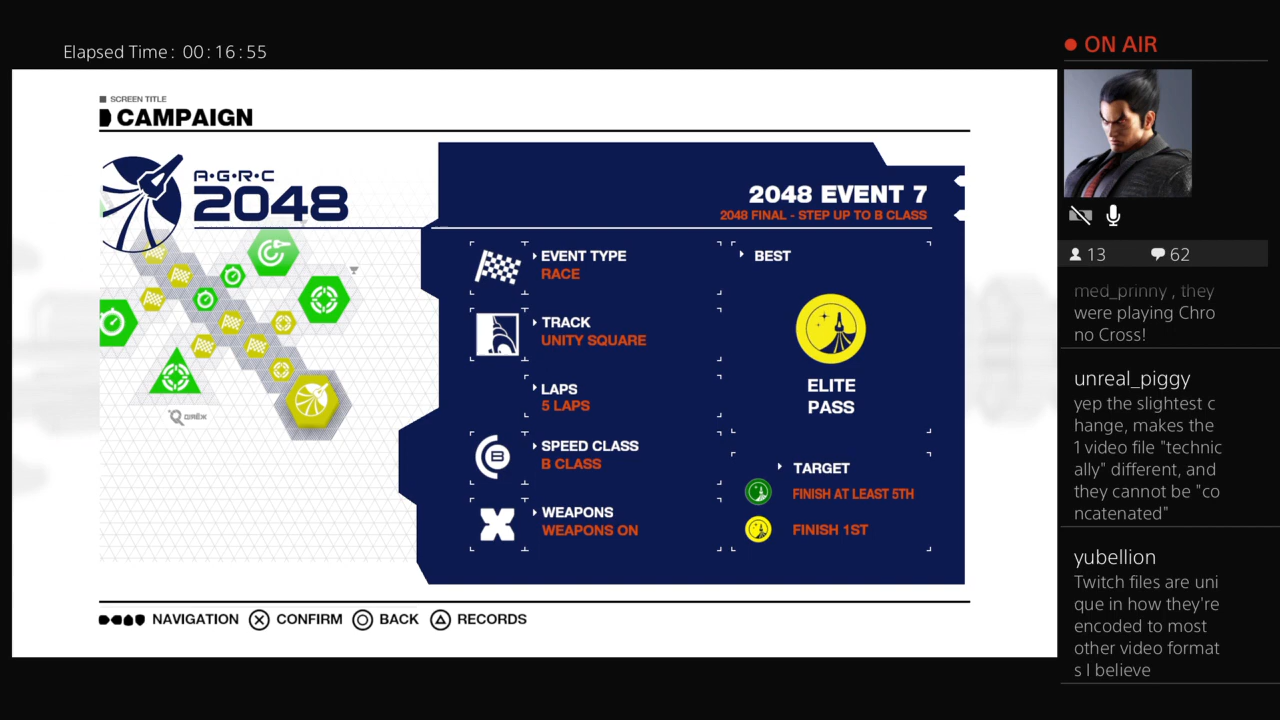 Elapsed Time: 00:16:55
ON AIR
SCREEN TITLE
CAMPAIGN
A·G·R·C
2048
2048 EVENT 7
2048 FINAL - STEP UP TO B CLASS
EVENT TYPE
RACE
TRACK
UNITY SQUARE
LAPS
5 LAPS
SPEED CLASS
B
B CLASS
WEAPONS
WEAPONS ON
BEST
ELITE
PASS
TARGET
FINISH AT LEAST 5TH
FINISH 1ST
NAVIGATION
CONFIRM
BACK
RECORDS
13
62
med_prinny , they
were playing Chro
no Cross!
unreal_piggy
yep the slightest c
hange, makes the
1 video file "technic
ally" different, and
they cannot be "co
ncatenated"
yubellion
Twitch files are uni
que in how they're
encoded to most
other video format
s I believe